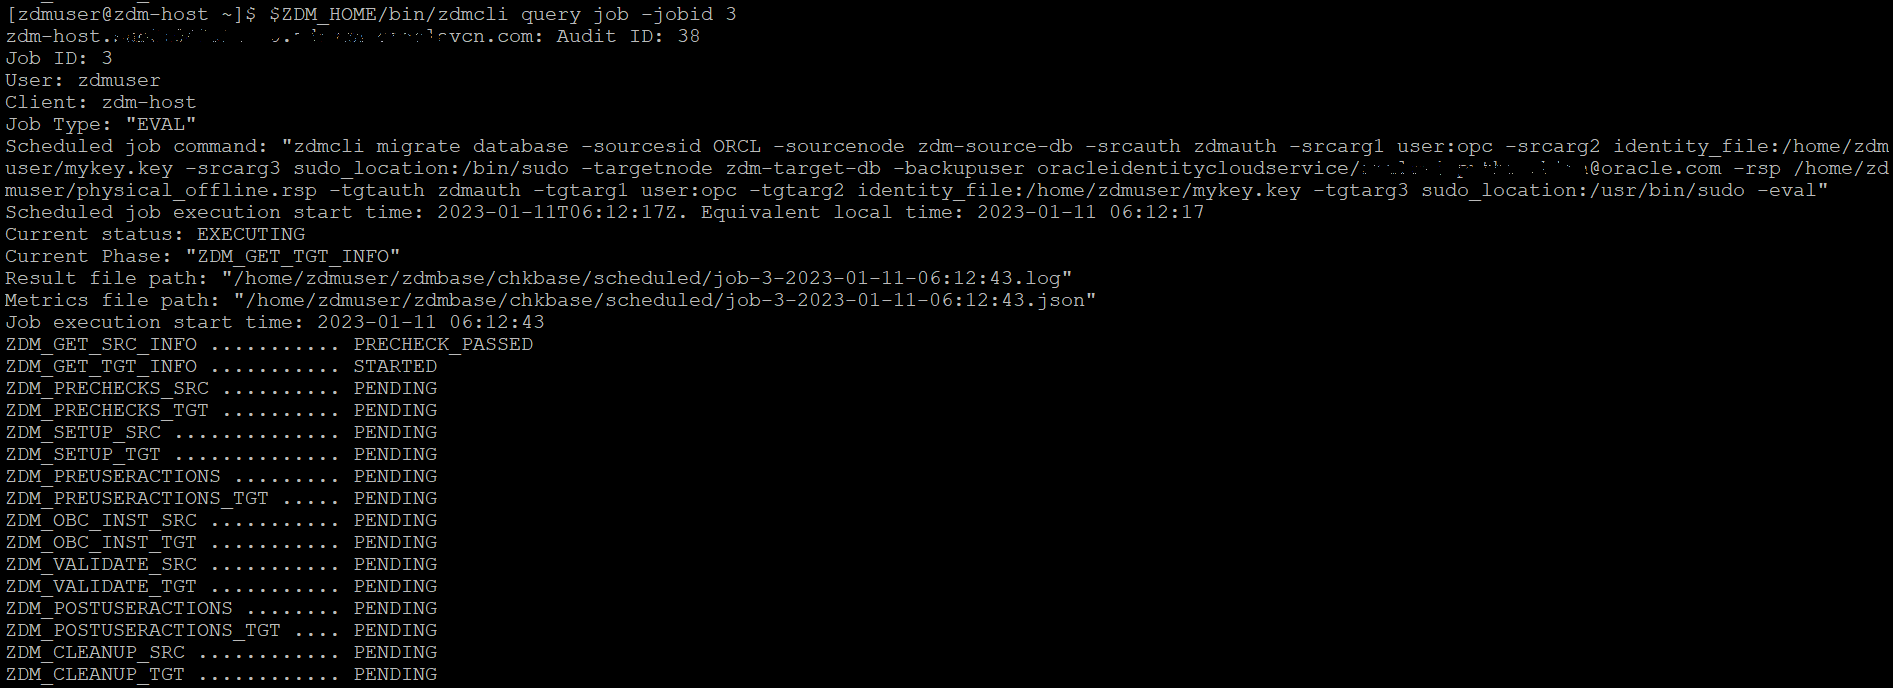 [zdmuser@zdm-host ~]$ $ZDM_HOME/bin/zdmcli query job -jobid 3
zdm-host. vcn.com: Audit ID: 38
Job ID: 3
User: zdmuser
Client: zdm-host
Job Type: "EVAL"
Scheduled job command: "zdmcli migrate database -sourcesid ORCL -sourcenode zdm-source-db -srcauth zdmauth -srcarg1 user:opc -srcarg2 identity_file:/home/zdm
user/mykey.key -srcarg3 sudo_location:/bin/sudo -targetnode zdm-target-db -backupuser oracleidentitycloudservice/ @oracle.com -rsp /home/zd
muser/physical_offline.rsp -tgtauth zdmauth -tgtarg1 user:opc -tgtarg2 identity_file:/home/zdmuser/mykey.key -tgtarg3 sudo_location:/usr/bin/sudo -eval"
Scheduled job execution start time: 2023-01-11T06:12:17Z. Equivalent local time: 2023-01-11 06:12:17
Current status: EXECUTING
Current Phase: "ZDM_GET_TGT_INFO"
Result file path: "/home/zdmuser/zdmbase/chkbase/scheduled/job-3-2023-01-11-06:12:43.log"
Metrics file path: "/home/zdmuser/zdmbase/chkbase/scheduled/job-3-2023-01-11-06:12:43.json"
Job execution start time: 2023-01-11 06:12:43
ZDM_GET_SRC_INFO ........... PRECHECK_PASSED
ZDM_GET_TGT_INFO ........... STARTED
ZDM_PRECHECKS_SRC .......... PENDING
ZDM_PRECHECKS_TGT .......... PENDING
ZDM_SETUP_SRC .............. PENDING
ZDM_SETUP_TGT .............. PENDING
ZDM_PREUSERACTIONS ......... PENDING
ZDM_PREUSERACTIONS_TGT ..... PENDING
ZDM_OBC_INST_SRC ........... PENDING
ZDM_OBC_INST_TGT ........... PENDING
ZDM_VALIDATE_SRC ........... PENDING
ZDM_VALIDATE_TGT ........... PENDING
ZDM_POSTUSERACTIONS ........ PENDING
ZDM_POSTUSERACTIONS_TGT .... PENDING
ZDM_CLEANUP_SRC ............ PENDING
ZDM_CLEANUP_TGT ............ PENDING